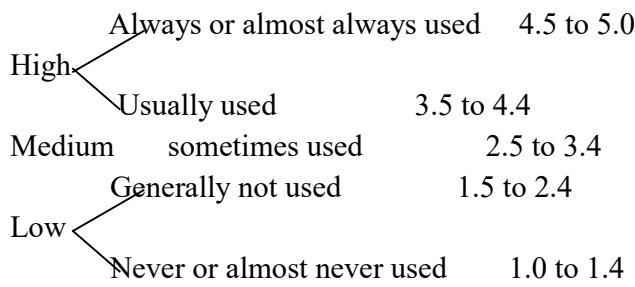 Always or almost always used 4.5 to 5.0
High
Usually used 3.5 to 4.4
Medium sometimes used 2.5 to 3.4
Generally not used 1.5 to 2.4
Low
Never or almost never used 1.0 to 1.4